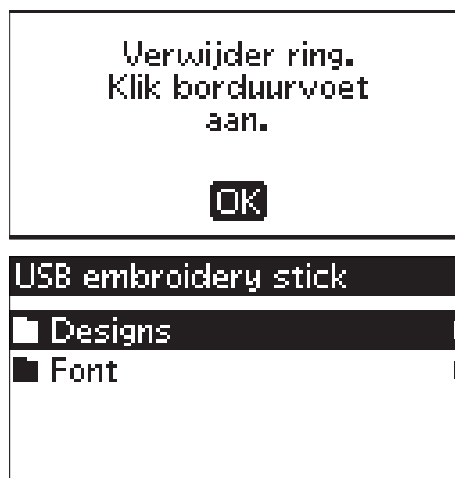 Verwijder ring.
Klik borduurvoet
aan.
OK
USB embroidery stick
Designs
Font